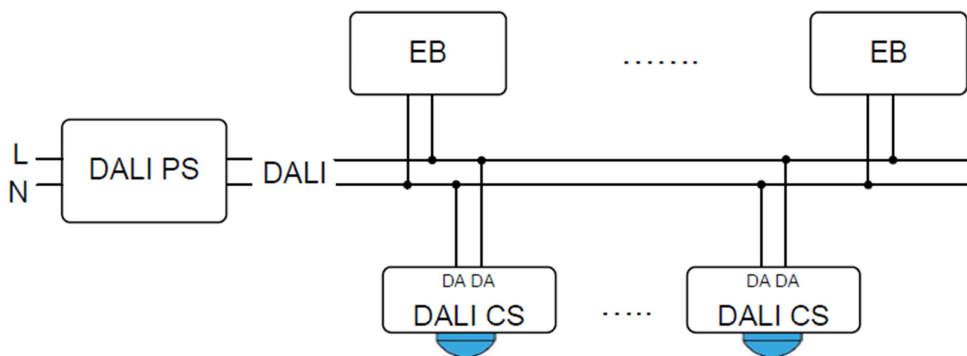 EB
.......
EB
L
N
DALI PS
DALI
DA DA
DALI CS
.....
DA DA
DALI CS